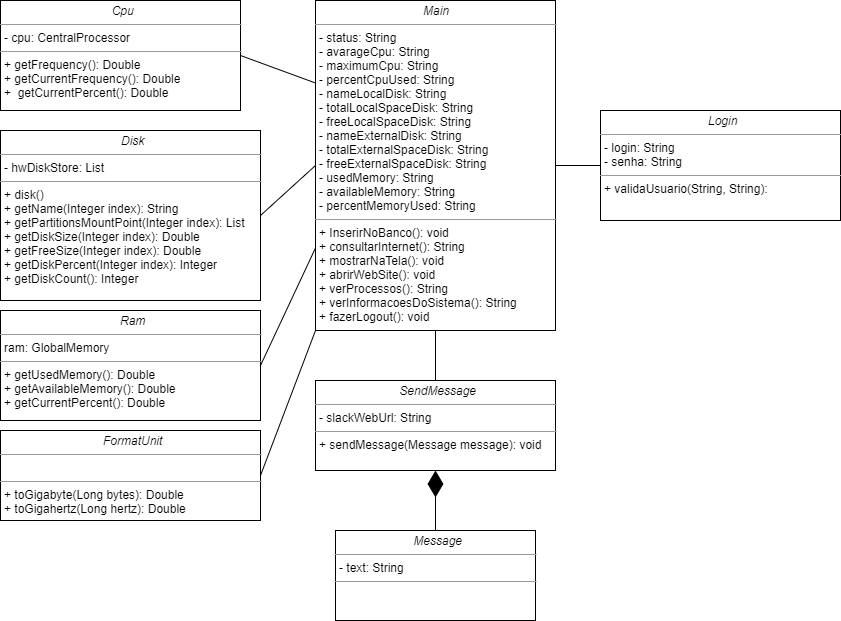 Cpu
- cpu: CentralProcessor
+ getFrequency(): Double
+ getCurrentFrequency(): Double
+ getCurrentPercent(): Double
Disk
- hwDiskStore: List
+ disk()
+ getName(Integer index): String
+ getPartitionsMountPoint(Integer index): List
+ getDiskSize(Integer index): Double
+ getFreeSize(Integer index): Double
+ getDiskPercent(Integer index): Integer
+ getDiskCount(): Integer
Ram
ram: GlobalMemory
+ getUsedMemory(): Double
+ getAvailableMemory(): Double
+ getCurrentPercent(): Double
FormatUnit
+ toGigabyte(Long bytes): Double
+ toGigahertz(Long hertz): Double
Main
- status: String
- avarageCpu: String
- maximumCpu: String
- percentCpuUsed: String
- nameLocalDisk: String
- totalLocalSpaceDisk: String
- freeLocalSpaceDisk: String
- nameExternalDisk: String
- totalExternalSpaceDisk: String
- freeExternalSpaceDisk: String
- usedMemory: String
- availableMemory: String
- percentMemoryUsed: String
+ InserirNoBanco(): void
+ consultarInternet(): String
+ mostrarNaTela(): void
+ abrirWebSite(): void
+ verProcessos(): String
+ verInformacoesDoSistema(): String
+ fazerLogout(): void
SendMessage
- slackWebUrl: String
+ sendMessage(Message message): void
Message
- text: String
Login
- login: String
- senha: String
+ validaUsuario(String, String):